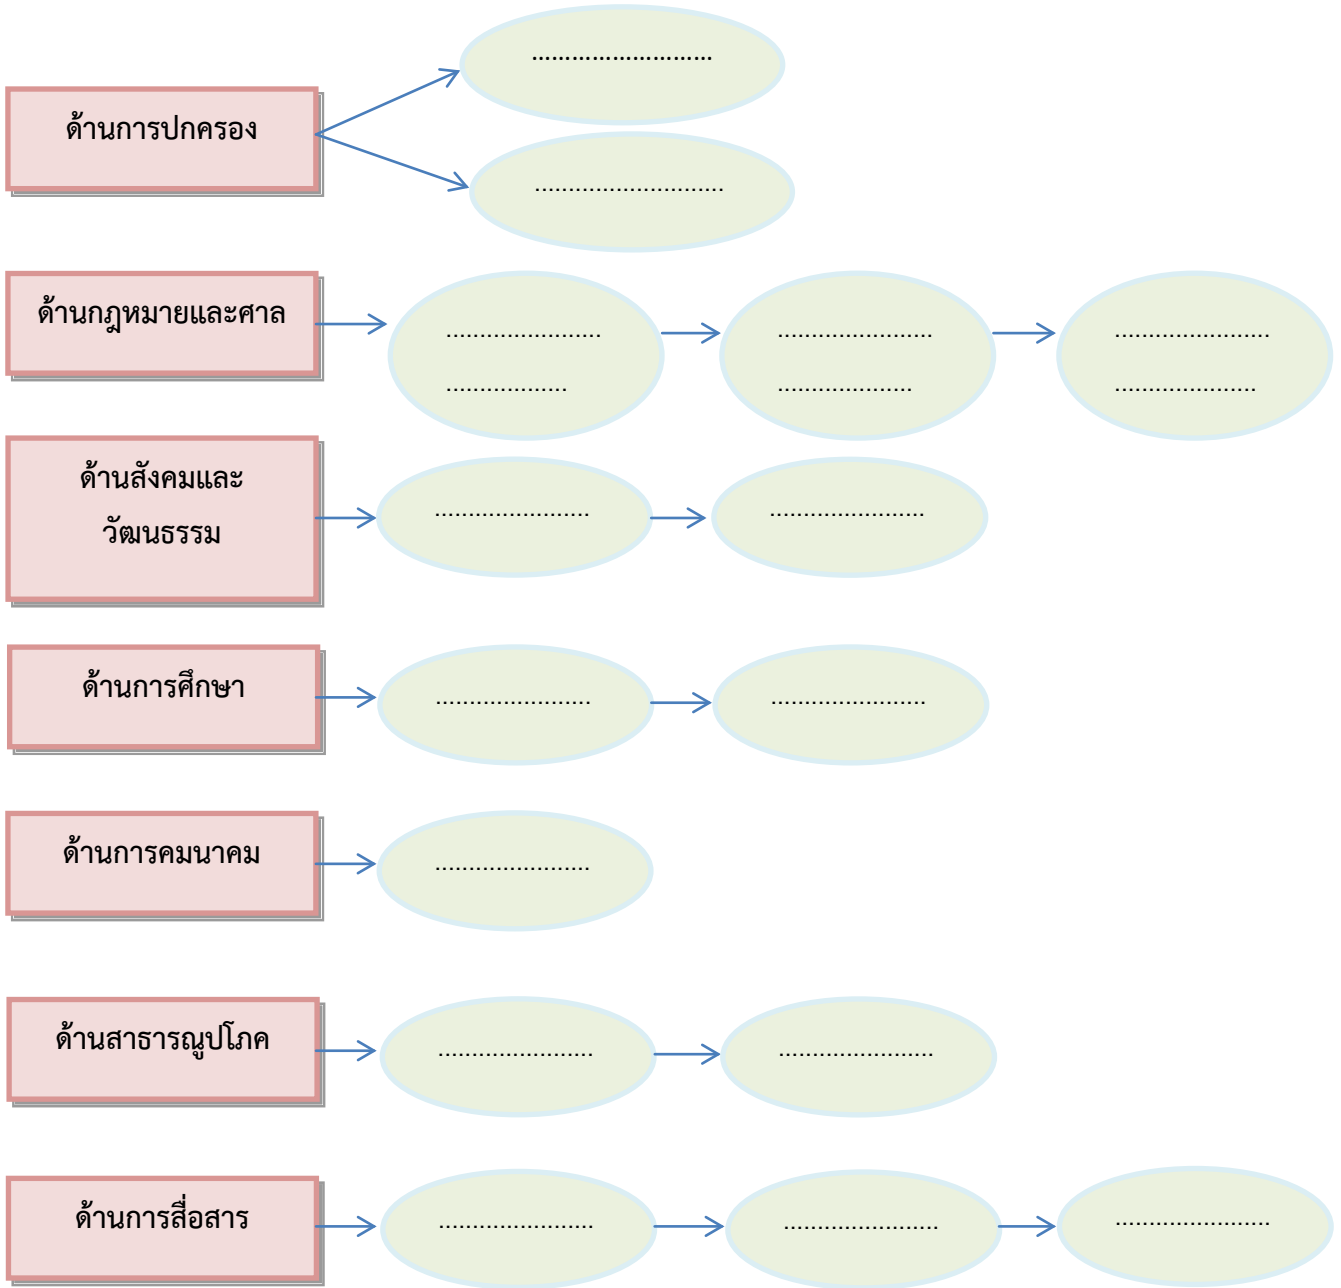 ด้านการปกครอง
...........................
............................
ด้านกฎหมายและศาล
....................... ....................... .......................
.................. .................... .....................
ด้านสังคมและ
วัฒนธรรม
....................... .......................
ด้านการศึกษา
....................... .......................
ด้านการคมนาคม
.......................
ด้านสาธารณูปโภค
....................... .......................
ด้านการสื่อสาร
....................... ....................... .......................